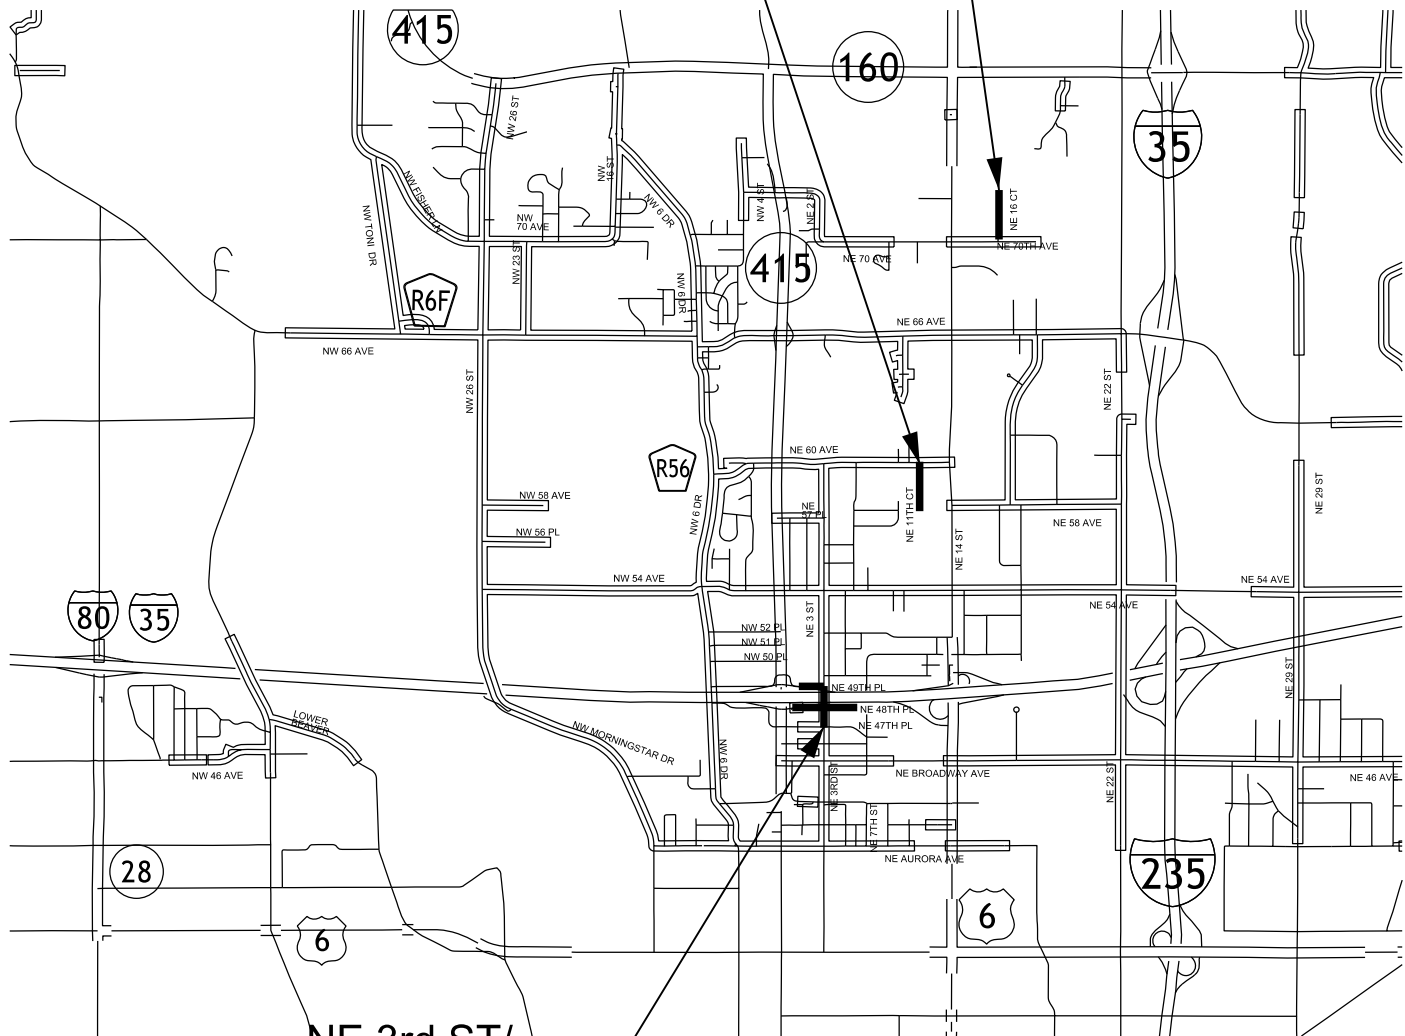 415
160
35
NW 26 ST
NW
16 ST
NW FISHER LN
NW TONI DR
NW 6 DR
NW 4 ST
NE 2 ST
NE 16 CT
NW
70 AVE
NW 23 ST
NE 70TH AVE
NE 70 AVE
415
R6F
NW 6 DR
NE 66 AVE
NW 66 AVE
NW 26 ST
NE 22 ST
R56
NE 60 AVE
NW 58 AVE
NW 6 DR
NE
57 PL
NE 11TH CT
NE 58 AVE
NE 29 ST
NW 56 PL
NE 14 ST
NW 54 AVE
NE 54 AVE
NE 54 AVE
80
35
NE 3 ST
NW 52 PL
NW 51 PL
NW 50 PL
NE 29 ST
NE 49TH PL
NE 48TH PL
NE 47TH PL
LOWER
BEAVER
NW MORNINGSTAR DR
NW 6 DR
NW 46 AVE
NE BROADWAY AVE
NE 46 AVE
NE 3RD ST
NE 22 ST
NE 7TH ST
NE AURORA AVE
28
235
6
6
NE 3rd ST/